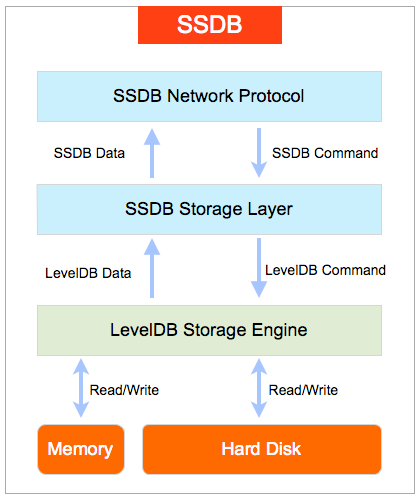 SSDB
SSDB Network Protocol
SSDB Data
SSDB Command
SSDB Storage Layer
LevelDB Data
LevelDB Command
LevelDB Storage Engine
Read/Write
Read/Write
Memory
Hard Disk